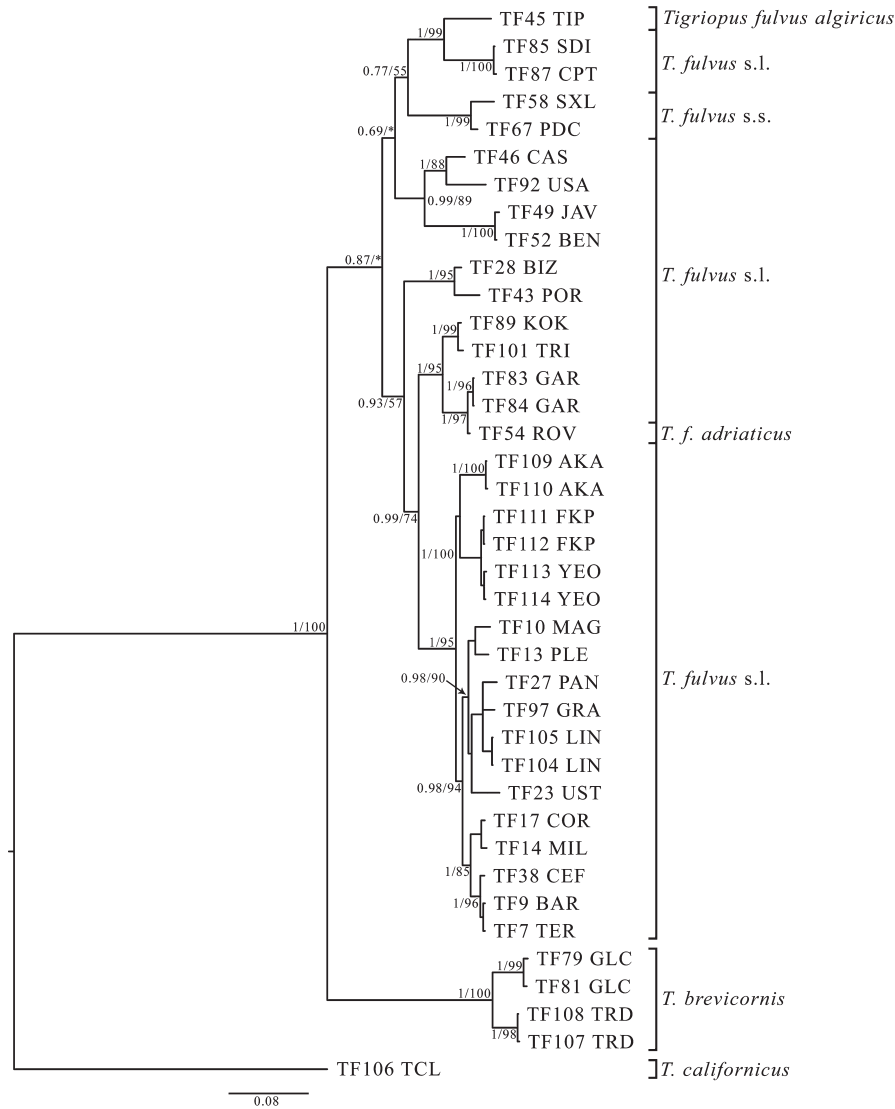 TF45 TIP
Tigriopus fulvus algiricus
1/99
TF85 SDI
1/100
T. fulvus s.l.
0.77/55
TF87 CPT
TF58 SXL
T. fulvus s.s.
1/99
TF67 PDC
0.69/*
TF46 CAS
1/88
TF92 USA
0.99/89
TF49 JAV
1/100
TF52 BEN
0.87/*
TF28 BIZ
1/95
T. fulvus s.l.
TF43 POR
TF89 KOK
1/99
TF101 TRI
1/95
TF83 GAR
1/96
TF84 GAR
0.93/57
1/97
TF54 ROV
T. f. adriaticus
TF109 AKA
1/100
TF110 AKA
TF111 FKP
0.99/74
TF112 FKP
1/100
TF113 YEO
TF114 YEO
TF10 MAG
1/95
TF13 PLE
0.98/90
T. fulvus s.l.
TF27 PAN
TF97 GRA
TF105 LIN
TF104 LIN
0.98/94
TF23 UST
TF17 COR
TF14 MIL
1/85
TF38 CEF
1/96
TF9 BAR
TF7 TER
1/100
TF79 GLC
1/99
TF81 GLC
1/100
T. brevicornis
TF108 TRD
1/98
TF107 TRD
TF106 TCL
T. californicus
0.08